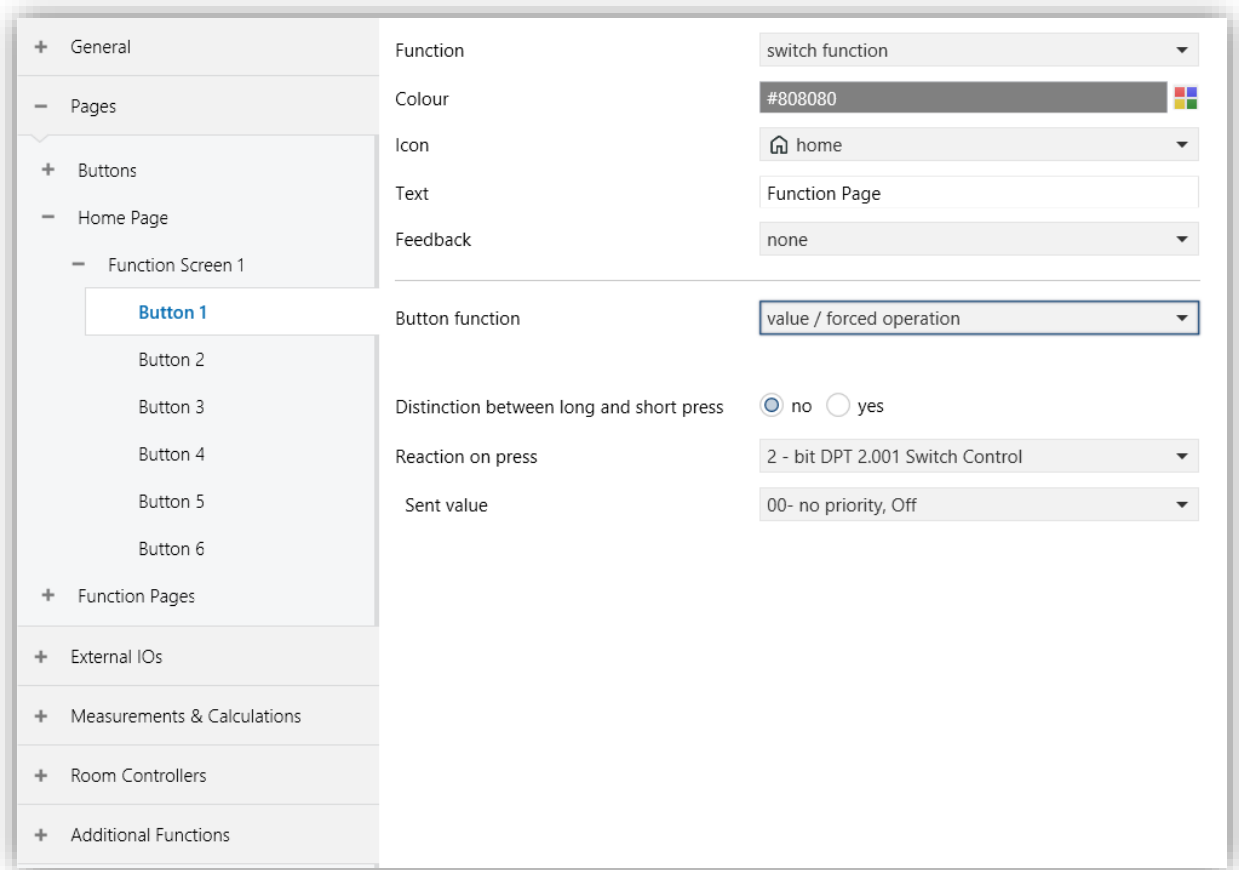 General
Pages
Buttons
Home Page
Function Screen 1
Button 1
Button 2
Button 3
Button 4
Button 5
Button 6
Function Pages
External IOs
Measurements & Calculations
Room Controllers
Additional Functions
Function switch function
Colour #808080
Icon home
Text Function Page
Feedback none
Button function value / forced operation
Distinction between long and short press no yes
Reaction on press 2 - bit DPT 2.001 Switch Control
Sent value 00- no priority, Off